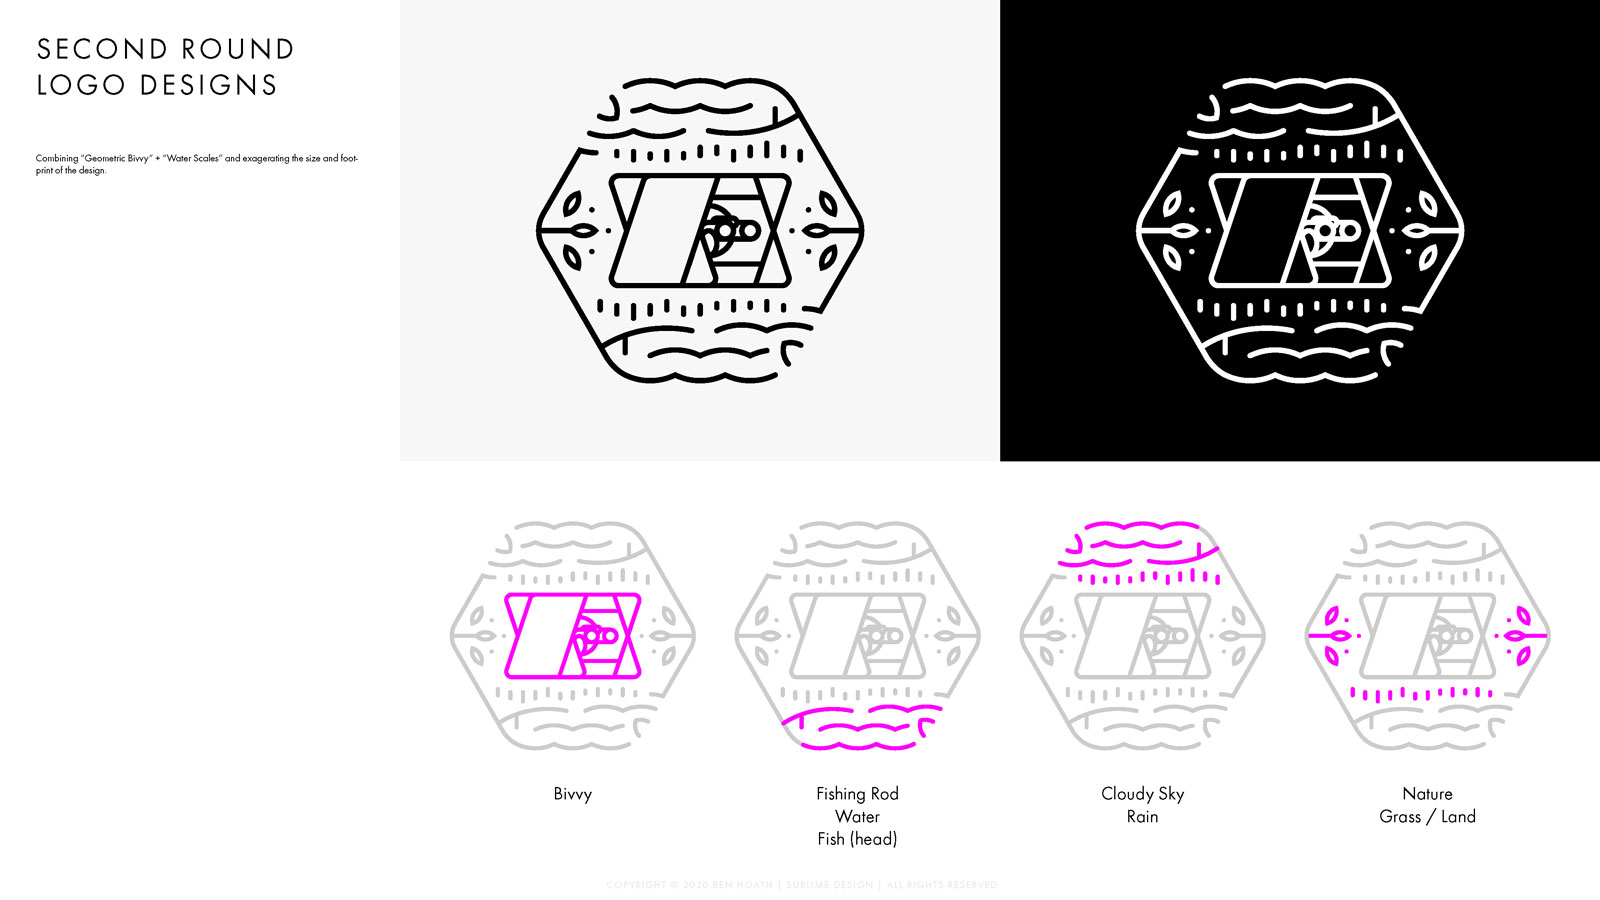 SECOND ROUND
LOGO DESIGNS
Combining “Geometric Bivvy” + “Water Scales” and exagerating the size and foot-
print of the design.
Bivvy
Fishing Rod
Water
Fish (head)
Cloudy Sky
Rain
Nature
Grass / Land
COPYRIGHT © 2020 BEN HOATH | SUBLIME DESIGN | ALL RIGHTS RESERVED